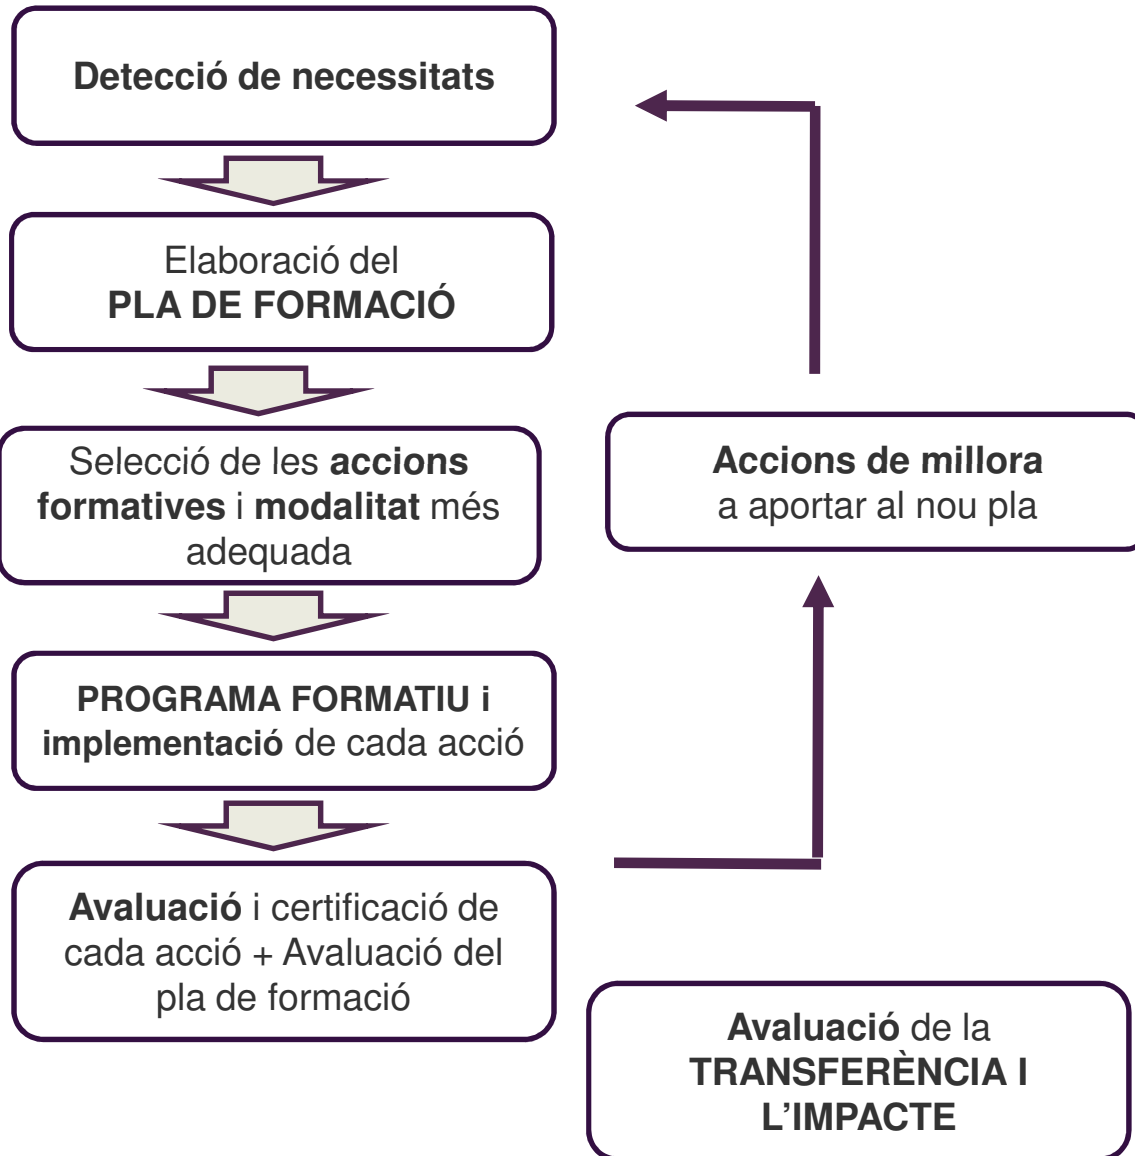 Detecció de necessitats
Elaboració del
PLA DE FORMACIÓ
Selecció de les accions
formatives i modalitat més
adequada
PROGRAMA FORMATIU i
implementació de cada acció
Avaluació i certificació de
cada acció + Avaluació del
pla de formació
Accions de millora
a aportar al nou pla
Avaluació de la
TRANSFERÈNCIA I
L’IMPACTE